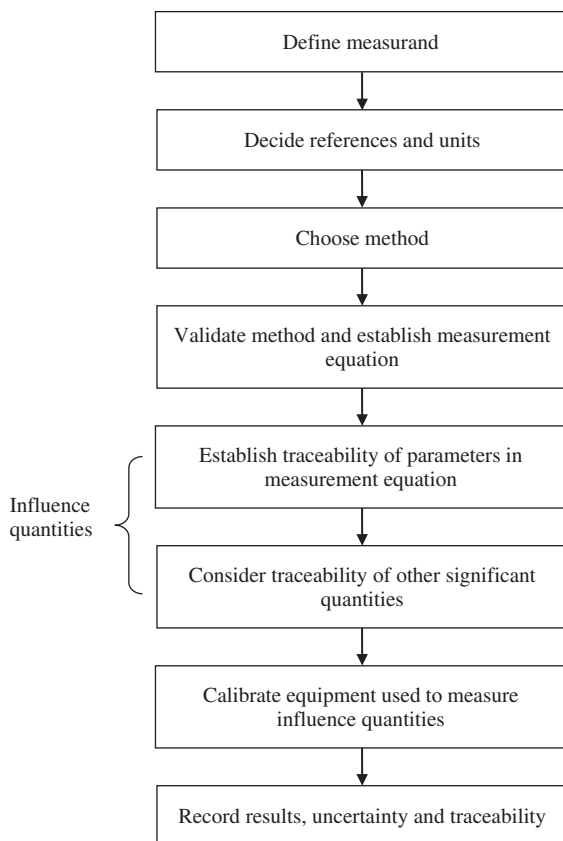 Define measurand
Decide references and units
Choose method
Validate method and establish measurement
equation
Establish traceability of parameters in
measurement equation
Influence
quantities
Consider traceability of other significant
quantities
Calibrate equipment used to measure
influence quantities
Record results, uncertainty and traceability